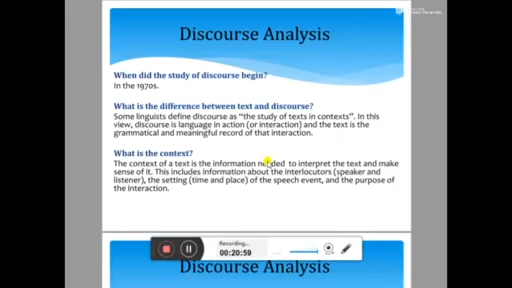 Discourse Analysis
When did the study of discourse begin?
In the 1970s.
What is the difference between text and discourse?
Some linguists define discourse as “the study of texts in contexts”. In this
view, discourse is language in action (or interaction) and the text is the
grammatical and meaningful record of that interaction.
What is the context?
The context of a text is the information needed to interpret the text and make
sense of it. This includes information about the interlocutors (speaker and
listener), the setting (time and place) of the speech event, and the purpose of
the interaction.
Recording...
00:20:59
Discourse Analysis